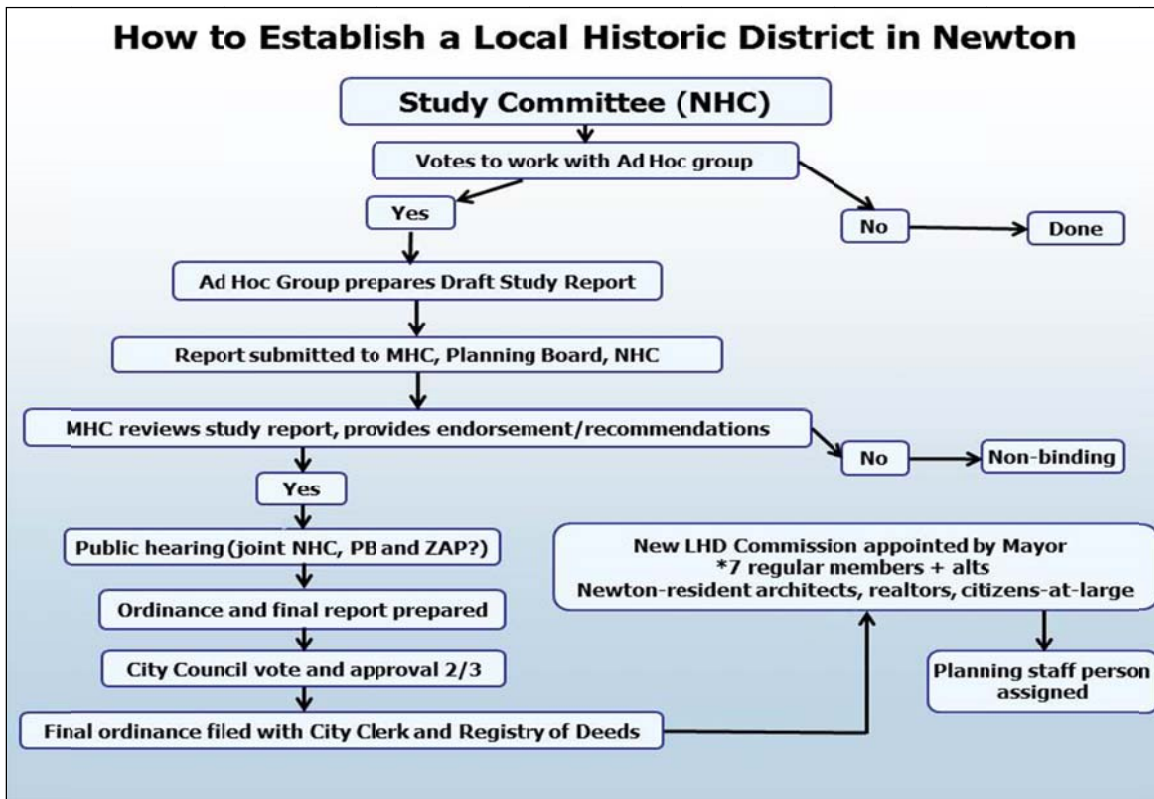 How to Establish a Local Historic District in Newton
Study Committee (NHC)
Votes to work with Ad Hoc group
Yes
No
Done
Ad Hoc Group prepares Draft Study Report
Report submitted to MHC, Planning Board, NHC
MHC reviews study report, provides endorsement/recommendations
No
Non-binding
Yes
Public hearing (joint NHC, PB and ZAP?)
Ordinance and final report prepared
City Council vote and approval 2/3
Final ordinance filed with City Clerk and Registry of Deeds
New LHD Commission appointed by Mayor
*7 regular members + alts
Newton-resident architects, realtors, citizens-at-large
Planning staff person
assigned